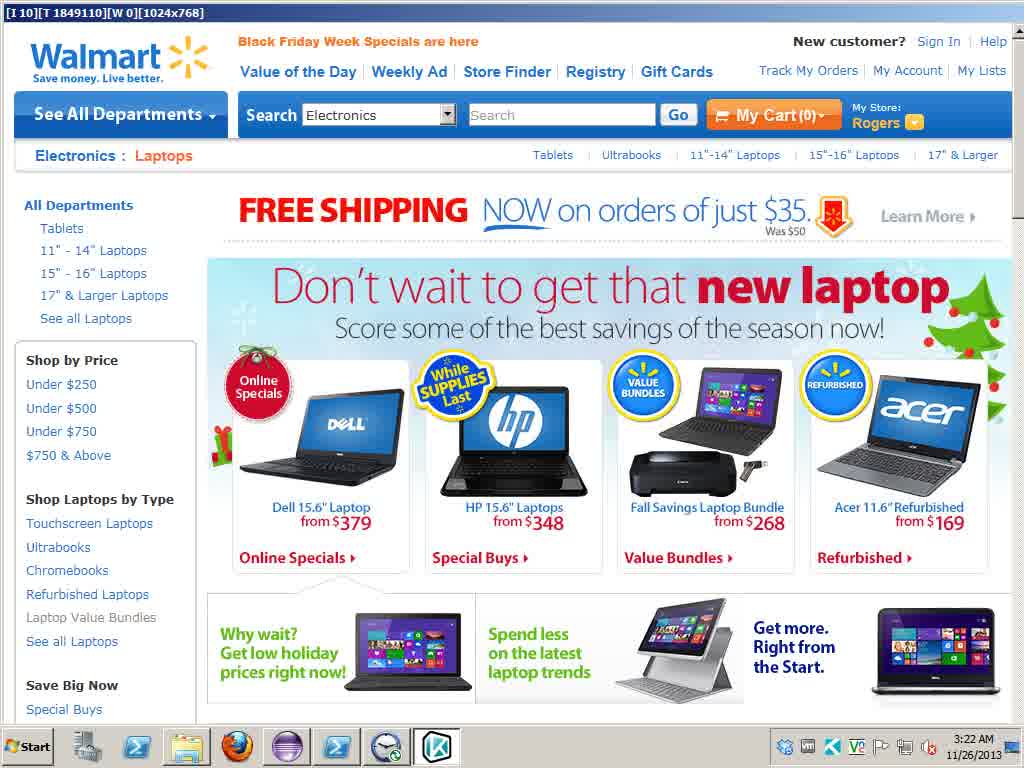 [I 10][T 1849110][W 0][1024x768]
Walmart
Save money. Live better.
Black Friday Week Specials are here
New customer? Sign In Help
Value of the Day Weekly Ad Store Finder Registry Gift Cards
Track My Orders My Account My Lists
See All Departments
Search Electronics Search Go My Cart (0)
My Store:
Rogers
Electronics : Laptops
Tablets Ultrabooks 11"-14" Laptops 15"-16" Laptops 17" & Larger
All Departments
Tablets
11" - 14" Laptops
15" - 16" Laptops
17" & Larger Laptops
See all Laptops
Shop by Price
Under $250
Under $500
Under $750
$750 & Above
Shop Laptops by Type
Touchscreen Laptops
Ultrabooks
Chromebooks
Refurbished Laptops
Laptop Value Bundles
See all Laptops
Save Big Now
Special Buys
FREE SHIPPING NOW on orders of just $35.
Was $50
Learn More
Don't wait to get that new laptop
Score some of the best savings of the season now!
Online
Specials
DELL
Dell 15.6" Laptop
from $379
Online Specials
While
SUPPLIES
Last
hp
HP 15.6" Laptops
from $348
Special Buys
VALUE
BUNDLES
Canon
Fall Savings Laptop Bundle
from $268
Value Bundles
REFURBISHED
acer
Acer 11.6" Refurbished
from $169
Refurbished
Why wait?
Get low holiday
prices right now!
Spend less
on the latest
laptop trends
Get more.
Right from
the Start.
Start
3:22 AM
11/26/2013